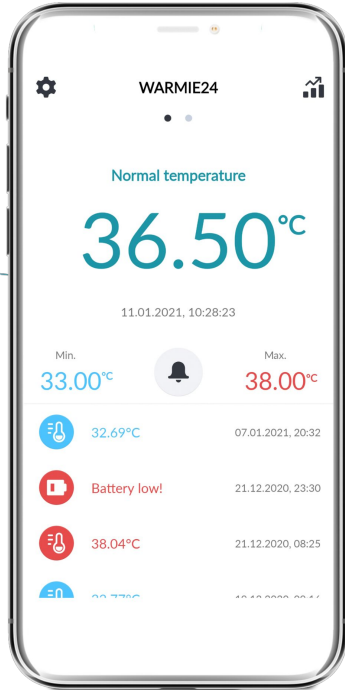 WARMIE24
Normal temperature
36.50°C
11.01.2021, 10:28:23
Min.
Max.
33.00°C
38.00°C
32.69°C 07.01.2021, 20:32
Battery low! 21.12.2020, 23:30
38.04°C 21.12.2020, 08:25